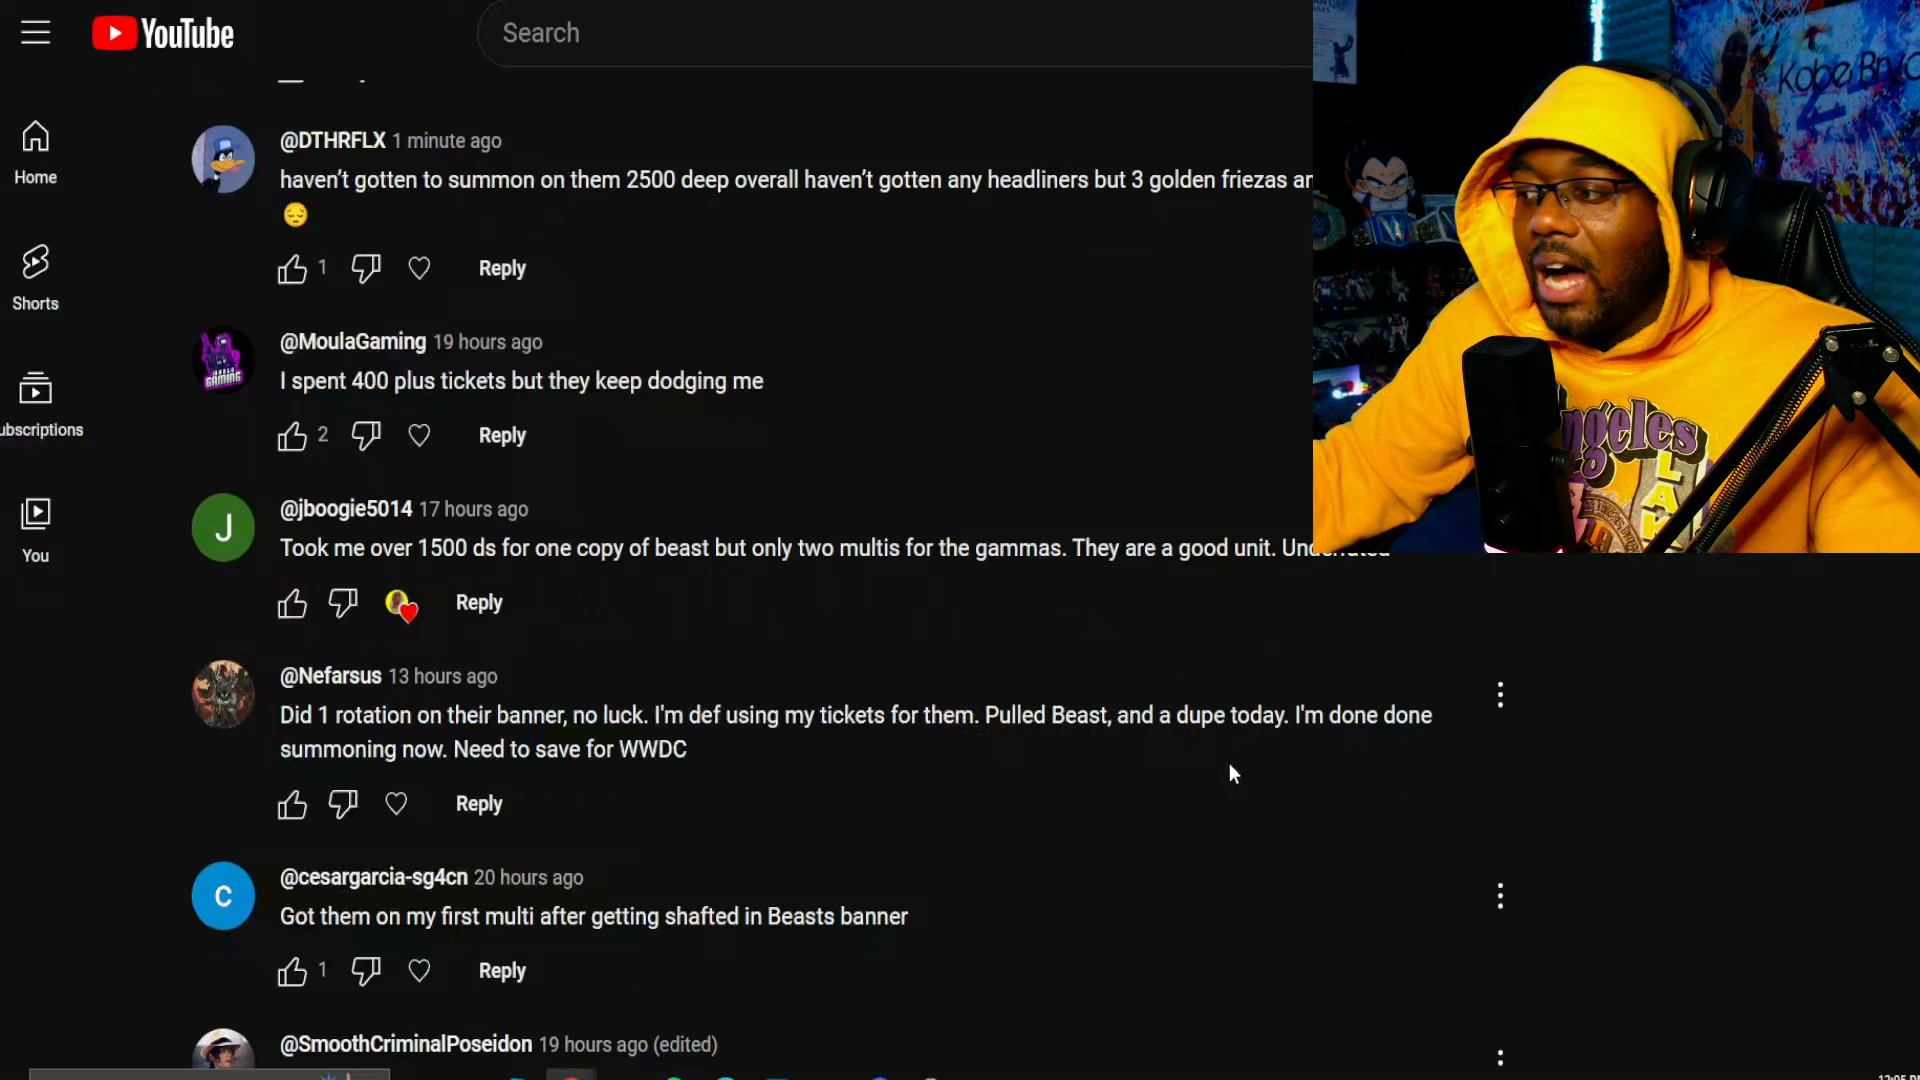 YouTube
Search
Kobe Bry
@DTHRFLX 1 minute ago
haven't gotten to summon on them 2500 deep overall haven't gotten any headliners but 3 golden friezas an
😔
1 Reply
Home
@MoulaGaming 19 hours ago
I spent 400 plus tickets but they keep dodging me
GAMING
2 Reply
Shorts
ngeles
LAK
ubscriptions
@jboogie5014 17 hours ago
J
Took me over 1500 ds for one copy of beast but only two multis for the gammas. They are a good unit.
Reply
You
@Nefarsus 13 hours ago
Did 1 rotation on their banner, no luck. I'm def using my tickets for them. Pulled Beast, and a dupe today. I'm done done
summoning now. Need to save for WWDC
Reply
@cesargarcia-sg4cn 20 hours ago
C
Got them on my first multi after getting shafted in Beasts banner
1 Reply
@SmoothCriminalPoseidon 19 hours ago (edited)